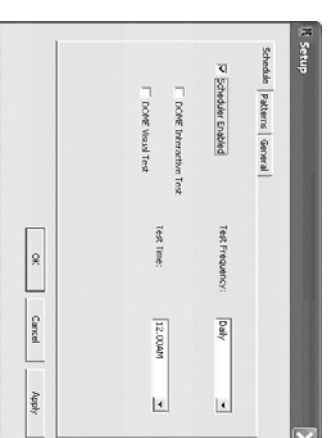 Setup
Schedule Patterns General
Scheduler Enabled
Test Frequency: Daily
DOME Interactive Test
DOME Visual Test
Test Time: 12:00AM
OK Cancel Apply